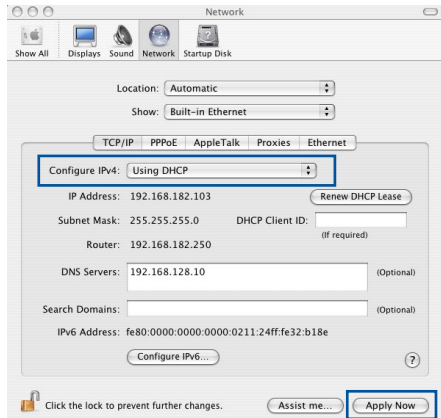 Network
Show All Displays Sound Network Startup Disk
Location: Automatic
Show: Built-in Ethernet
TCP/IP PPPoE AppleTalk Proxies Ethernet
Configure IPv4: Using DHCP
IP Address: 192.168.182.103 Renew DHCP Lease
Subnet Mask: 255.255.255.0 DHCP Client ID:
(If required)
Router: 192.168.182.250
DNS Servers: 192.168.128.10 (Optional)
Search Domains: (Optional)
IPv6 Address: fe80:0000:0000:0000:0211:24ff:fe32:b18e
Configure IPv6... ?
Click the lock to prevent further changes. Assist me... Apply Now